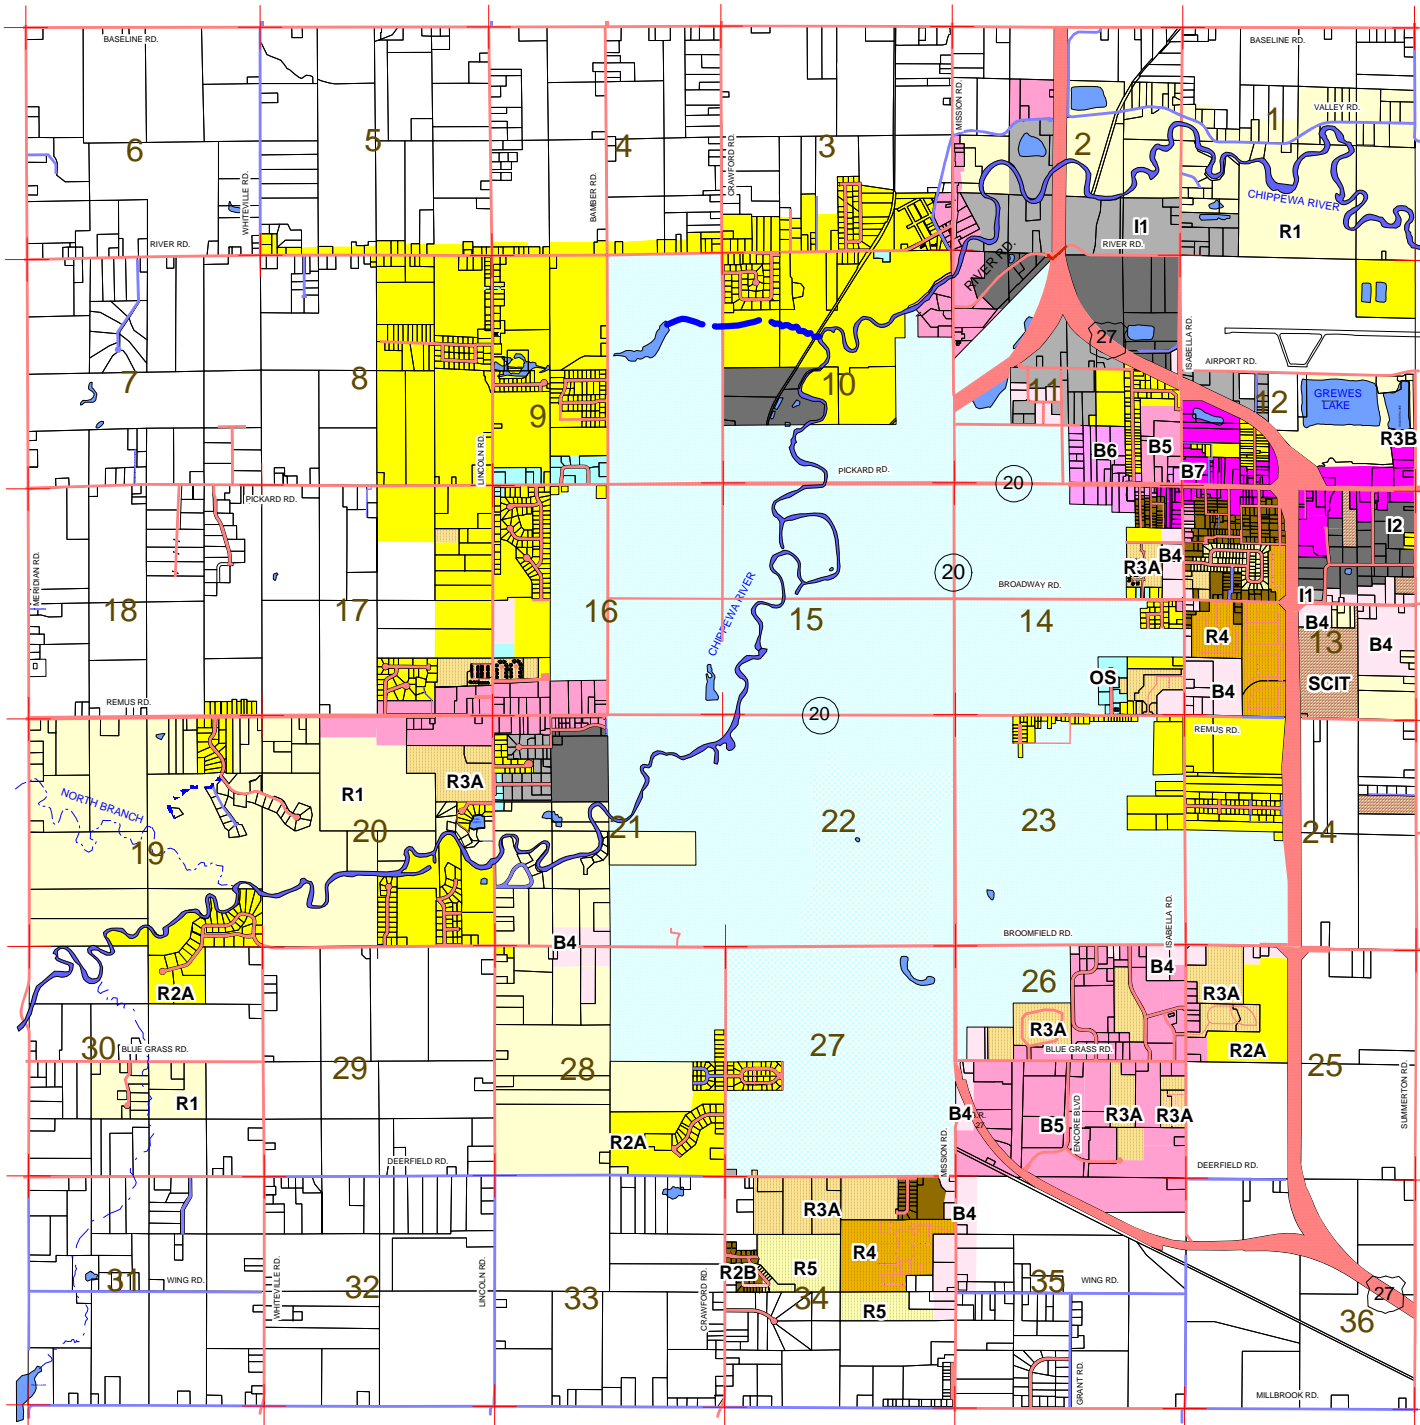 BASELINE RD.
BASELINE RD.
MISSION RD.
VALLEY RD.
1
2
3
4
5
6
CRAWFORD RD.
BAMBER RD.
WHITEVILLE RD.
CHIPPEWA RIVER
I1
R1
RIVER RD.
RIVER RD.
RIVER RD.
27
ISABELLA RD.
AIRPORT RD.
7
8
9
10
11
12
GREWES
LAKE
R3B
LINCOLN RD.
B6
B5
B7
PICKARD RD.
20
PICKARD RD.
I2
MERIDIAN RD.
B4
R3A
20
BROADWAY RD.
CHIPPEWA RIVER
I1
18
17
16
15
14
13
B4
R4
B4
OS
SCIT
B4
REMUS RD.
20
REMUS RD.
R3A
R1
NORTH BRANCH
19
20
21
22
23
24
ISABELLA RD.
BROOMFIELD RD.
B4
B4
R2A
26
R3A
R3A
BLUE GRASS RD.
BLUE GRASS RD.
R2A
30
29
28
27
25
R1
SUMMERTON RD.
B4
27
B5
ENCORE BLVD
R3A
R3A
R2A
MISSION RD.
DEERFIELD RD.
DEERFIELD RD.
R3A
B4
R4
R2B
R5
31
WING RD.
WHITEVILLE RD.
32
LINCOLN RD.
33
CRAWFORD RD.
34
R5
35
WING RD.
27
36
GRANT RD.
MILLBROOK RD.